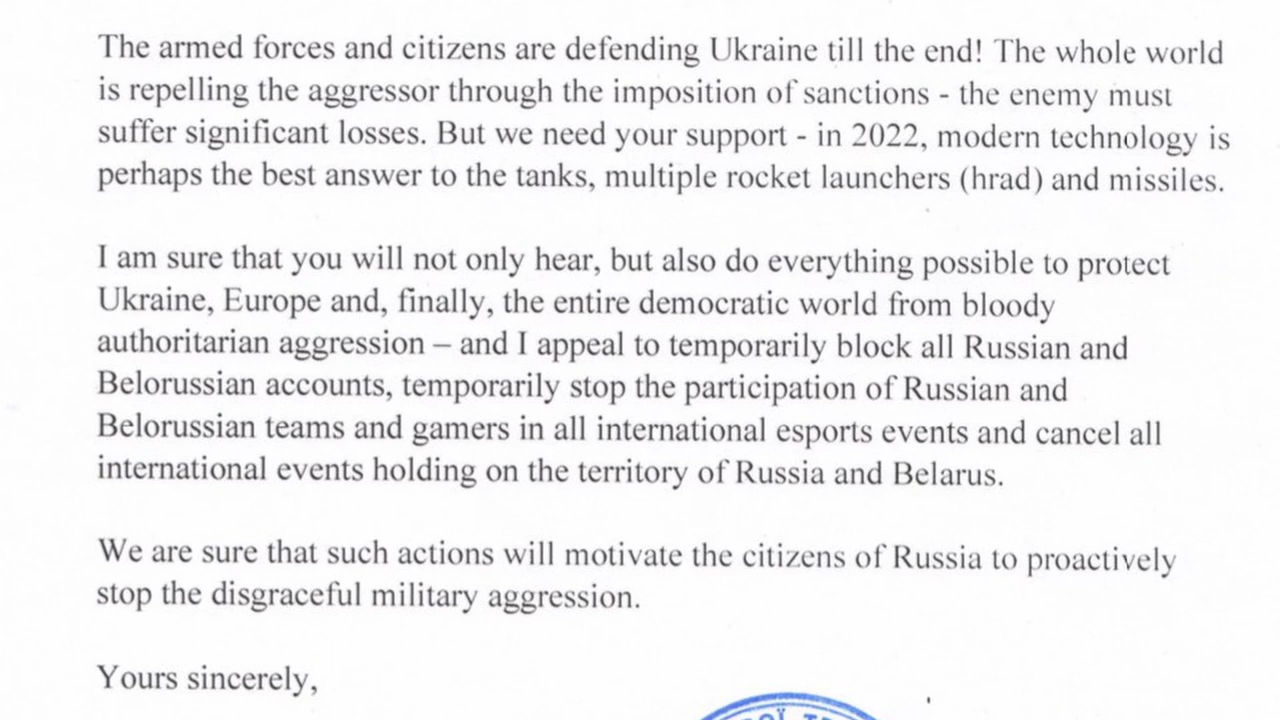 The armed forces and citizens are defending Ukraine till the end! The whole world
is repelling the aggressor through the imposition of sanctions - the enemy must
suffer significant losses. But we need your support - in 2022, modern technology is
perhaps the best answer to the tanks, multiple rocket launchers (hrad) and missiles.
I am sure that you will not only hear, but also do everything possible to protect
Ukraine, Europe and, finally, the entire democratic world from bloody
authoritarian aggression – and I appeal to temporarily block all Russian and
Belorussian accounts, temporarily stop the participation of Russian and
Belorussian teams and gamers in all international esports events and cancel all
international events holding on the territory of Russia and Belarus.
We are sure that such actions will motivate the citizens of Russia to proactively
stop the disgraceful military aggression.
Yours sincerely,